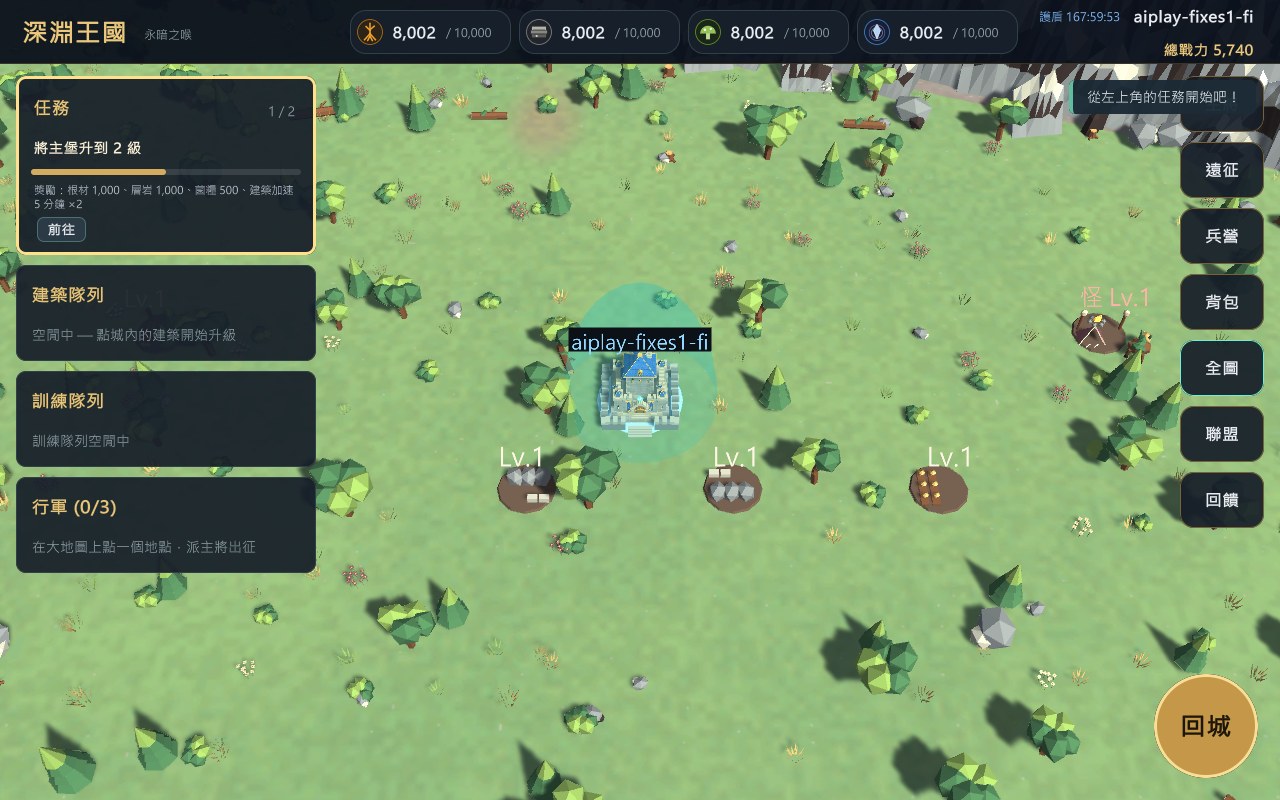 深淵王國 永暗之喉
8,002 / 10,000
8,002 / 10,000
8,002 / 10,000
8,002 / 10,000
護盾 167:59:53 aiplay-fixes1-fi
總戰力 5,740
從左上角的任務開始吧！
任務 1 / 2
將主堡升到 2 級
獎勵：根材 1,000、層岩 1,000、菌糧 500、建築加速
5 分鐘 ×2
前往
建築隊列
空閒中 — 點城內的建築開始升級
訓練隊列
訓練隊列空閒中
行軍 (0/3)
在大地圖上點一個地點，派主將出征
Lv.1
aiplay-fixes1-fi
怪 Lv.1
Lv.1
Lv.1
Lv.1
遠征
兵營
背包
全圖
聯盟
回饋
回城